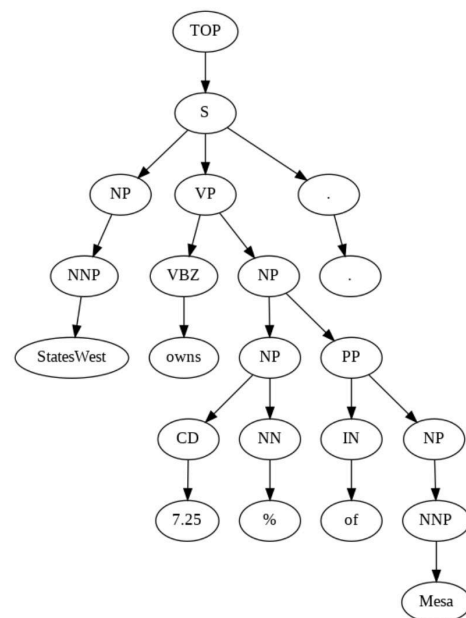 TOP
S
NP VP .
NNP VBZ NP .
StatesWest owns NP PP
CD NN IN NP
7.25 % of NNP
Mesa